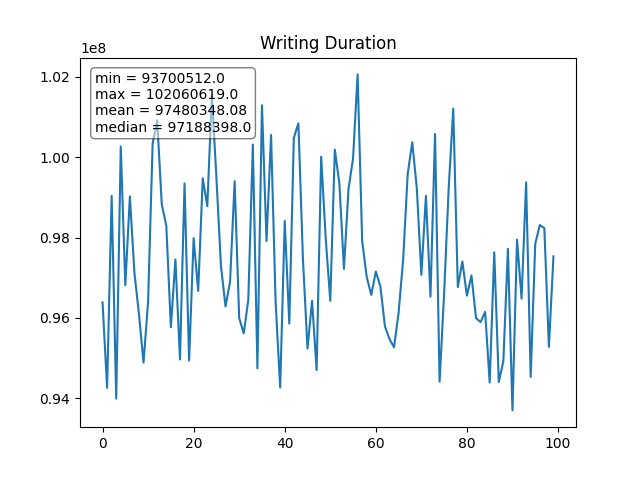 Writing Duration
1e8
min = 93700512.0
max = 102060619.0
mean = 97480348.08
median = 97188398.0
1.02
1.00
0.98
0.96
0.94
0 20 40 60 80 100